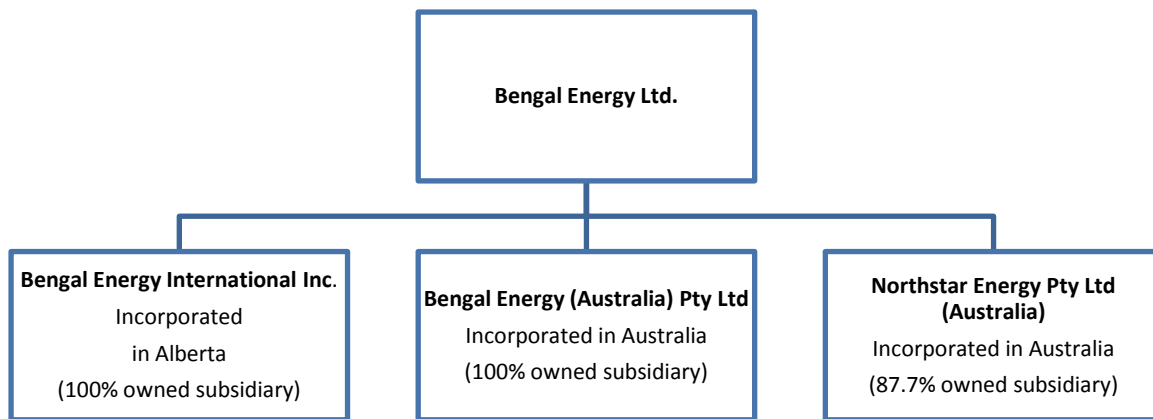 Bengal Energy Ltd.
Bengal Energy International Inc.
Incorporated
in Alberta
(100% owned subsidiary)
Bengal Energy (Australia) Pty Ltd
Incorporated in Australia
(100% owned subsidiary)
Northstar Energy Pty Ltd
(Australia)
Incorporated in Australia
(87.7% owned subsidiary)